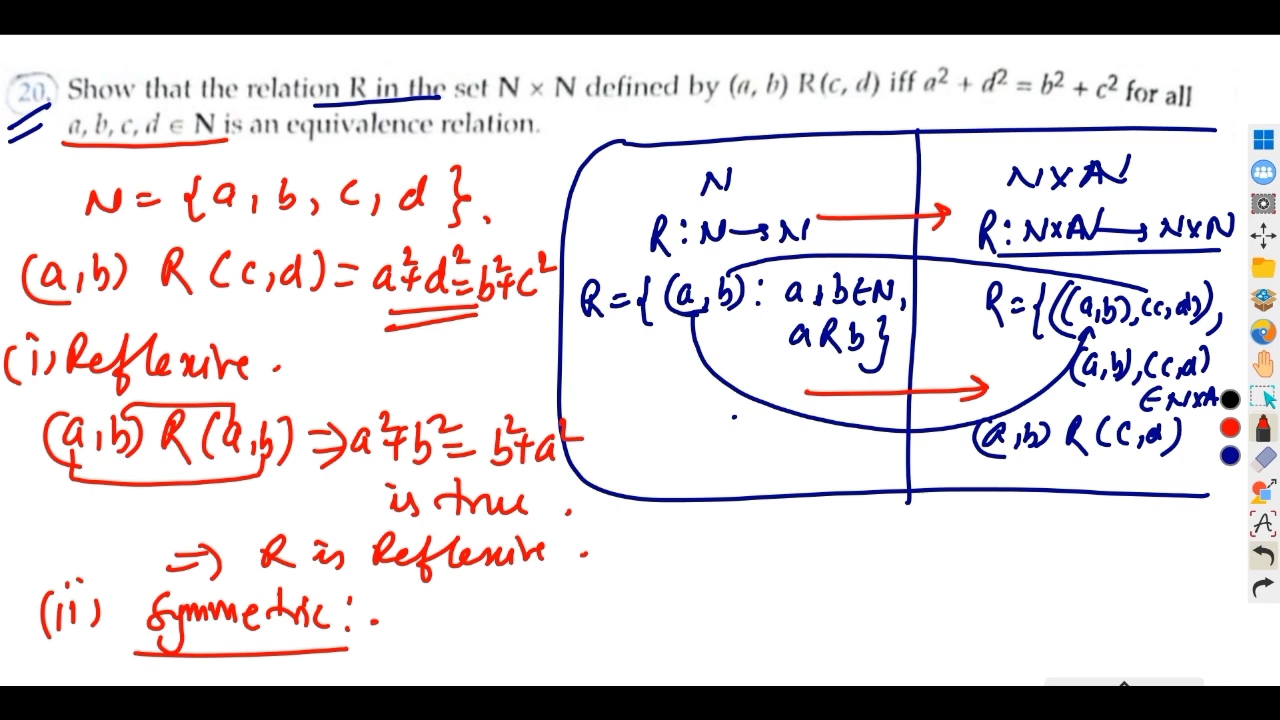 20. Show that the relation R in the set N × N defined by (a, b) R (c, d) iff a² + d² = b² + c² for all
a, b, c, d ∈ N is an equivalence relation.
N = {a, b, c, d}.
(a,b) R (c,d) = a²+d²=b²+c²
(i) Reflexive.
(a,b) R (a,b) ⇒ a²+b² = b²+a²
is true.
⇒ R is Reflexive.
(ii) Symmetric:.
N
R : N → N
R = { (a,b) : a,b ∈ N,
a R b }
N×N
R : N×N → N×N
R = { ((a,b),(c,d)),
(a,b),(c,d)
∈ N×N
(a,b) R (c,d)
A